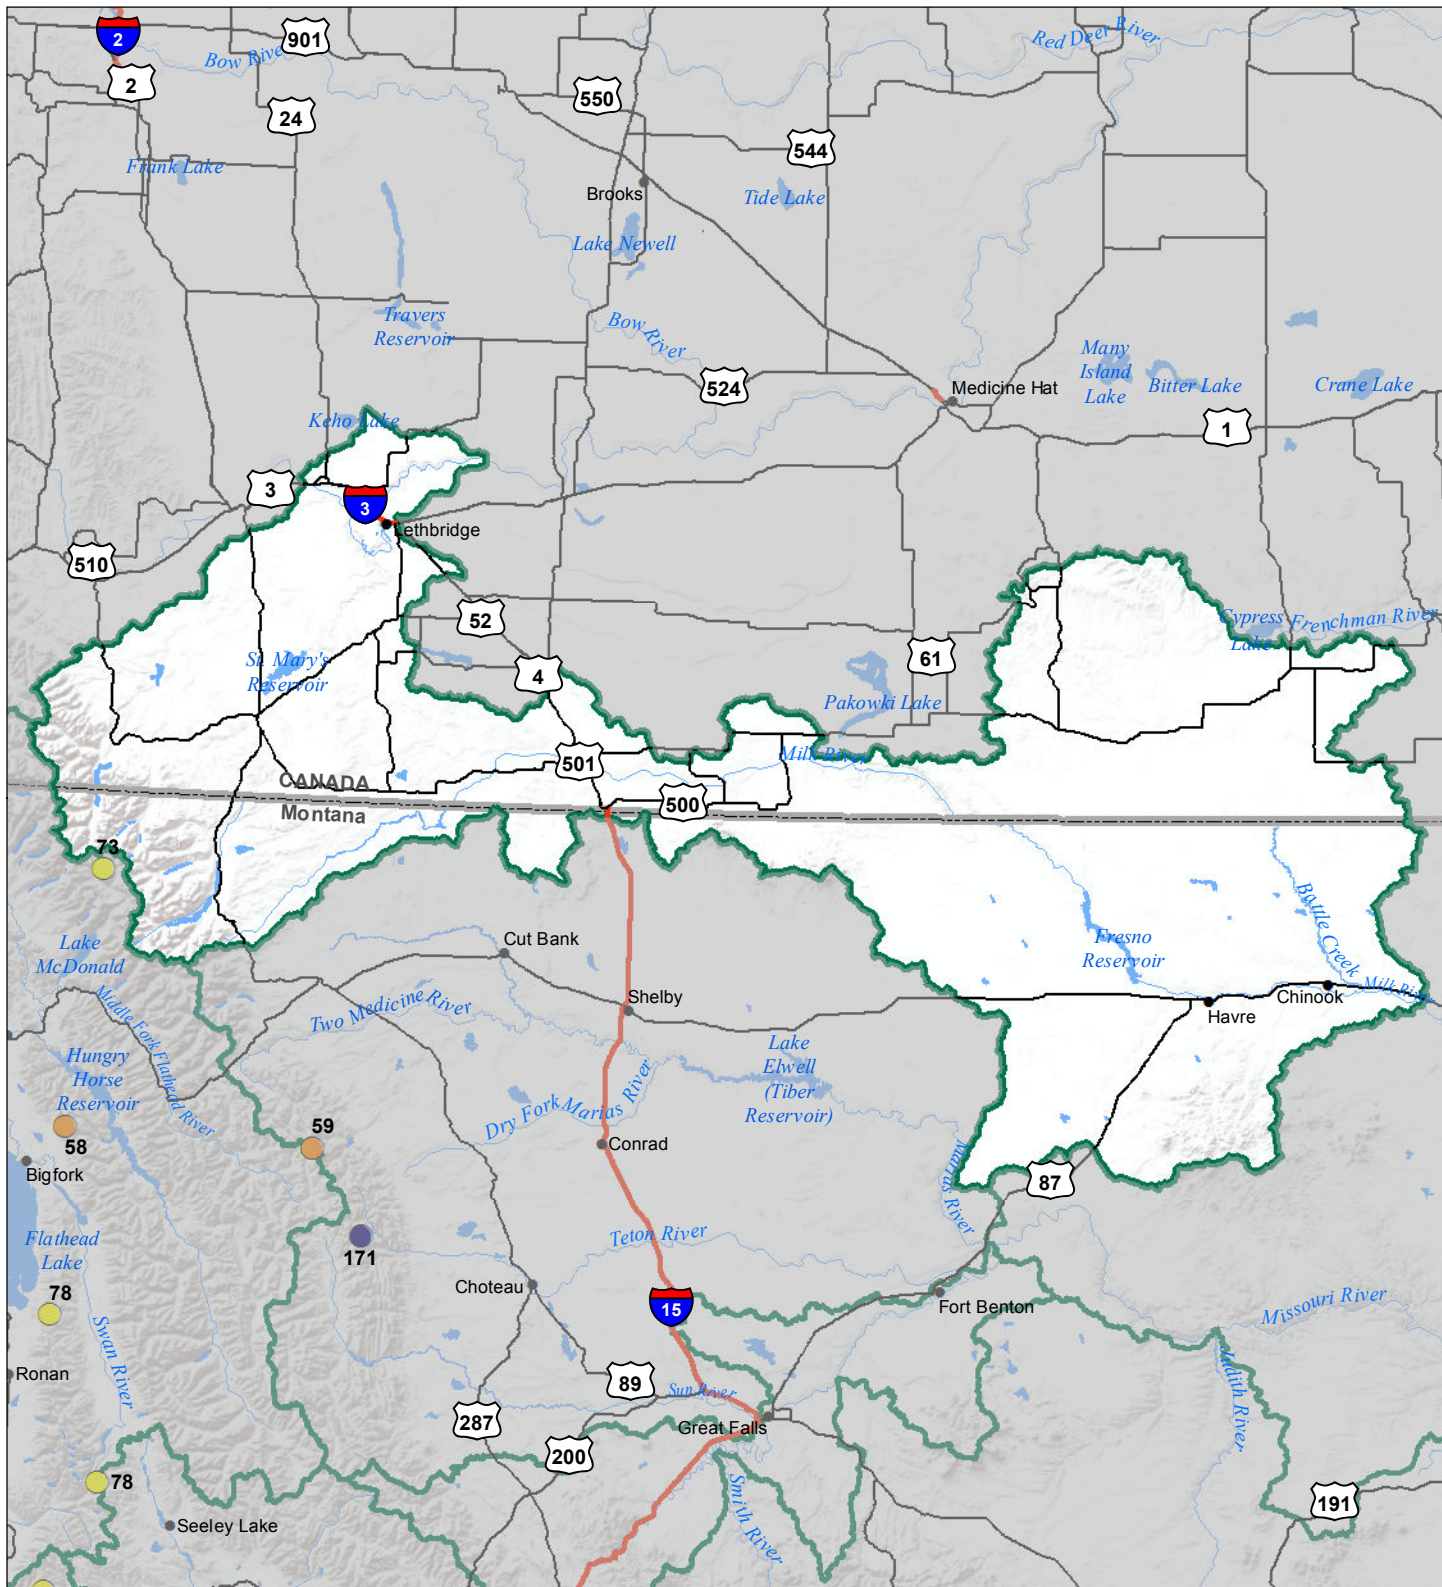 2
901
Bow River
Red Deer River
2
550
24
544
Frank Lake
Brooks
Tide Lake
Lake Newell
Travers
Reservoir
Bow River
Many
Island
Lake
524
Medicine Hat
Bitter Lake
Crane Lake
Keho Lake
1
3
3
Lethbridge
510
52
Cypress
Lake
Frenchman River
St. Mary's
Reservoir
4
61
Pakowki Lake
501
Milk River
CANADA
Montana
500
73
Battle Creek
Lake
McDonald
Cut Bank
Fresno
Reservoir
Milk River
Chinook
Havre
Shelby
Middle Fork Flathead River
Two Medicine River
Hungry
Horse
Reservoir
Lake
Elwell
(Tiber
Reservoir)
Dry Fork Marias River
59
58
Conrad
Bigfork
Marias River
87
Flathead
Lake
171
Teton River
Choteau
Fort Benton
78
15
Missouri River
Swan River
Ronan
Judith River
89
Sun River
287
Great Falls
200
78
Smith River
191
Seeley Lake